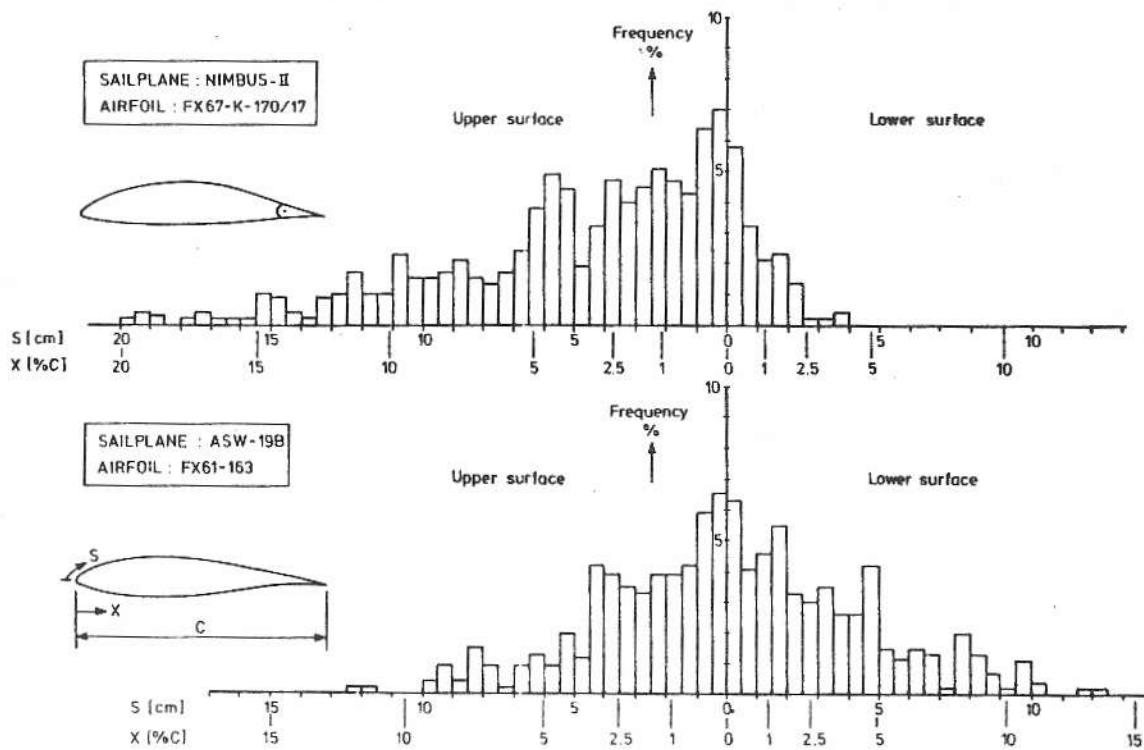 10
Frequency
%
SAILPLANE : NIMBUS-II
AIRFOIL : FX67-K-170/17
Upper surface
Lower surface
5
S [cm] 20 15 10 5 0 5 10
X [%C] 20 15 10 5 2.5 1 0 1 2.5 5 10
10
Frequency
%
SAILPLANE : ASW-19B
AIRFOIL : FX61-163
Upper surface
Lower surface
5
S
X
C
S [cm] 15 10 5 0 5 10
X [%C] 15 10 5 2.5 1 0 1 2.5 5 10 15